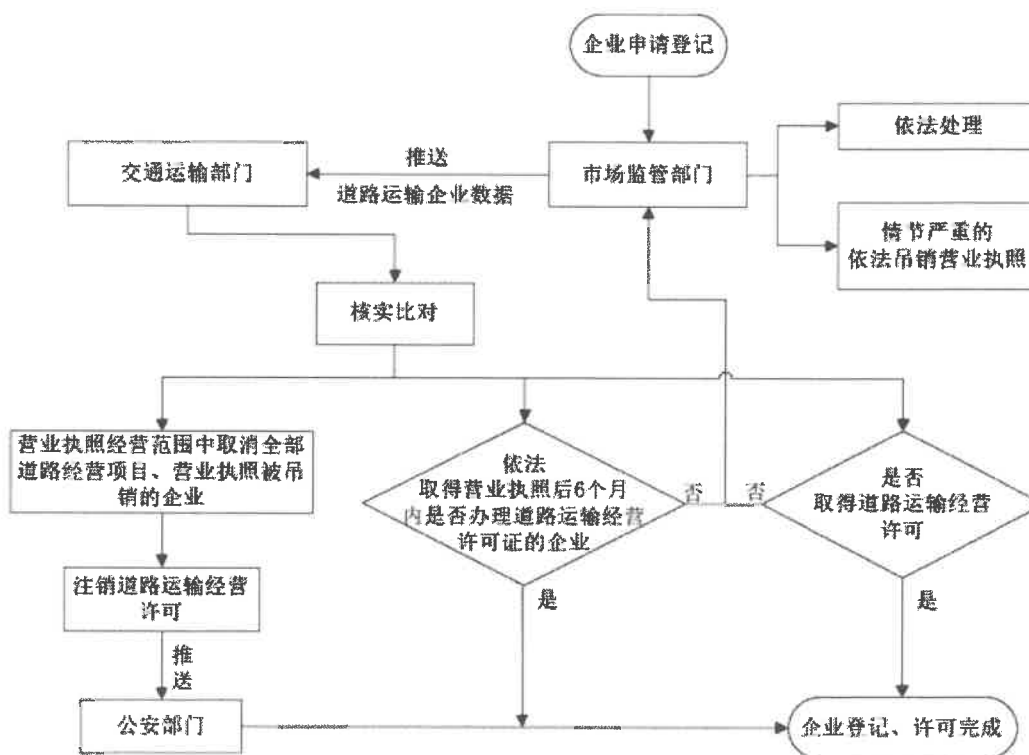 企业申请登记
依法处理
推送
交通运输部门
市场监管部门
道路运输企业数据
情节严重的
依法吊销营业执照
核实比对
营业执照经营范围中取消全部
道路经营项目、营业执照被吊
销的企业
依法
取得营业执照后6个月
内是否办理道路运输经营
许可证的企业
否
否
是否
取得道路运输经营
许可
注销道路运输经营
许可
是
是
推
送
公安部门
企业登记、许可完成